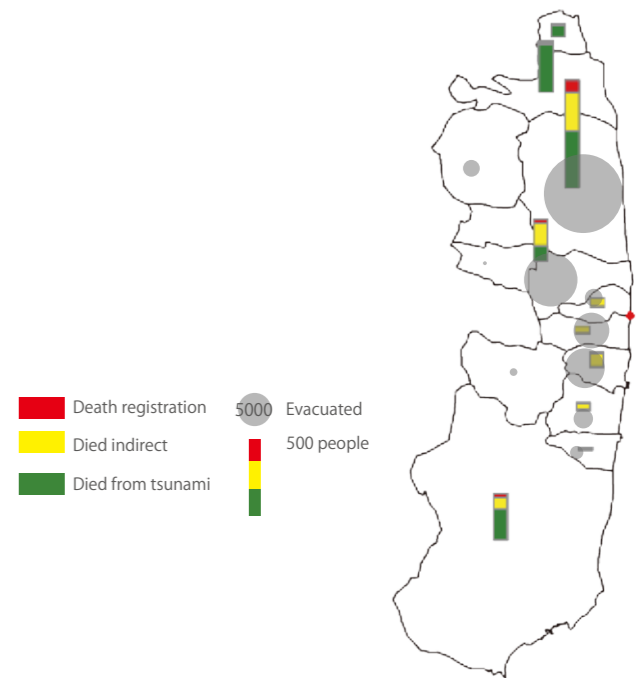 Death registration
Died indirect
Died from tsunami
5000 Evacuated
500 people